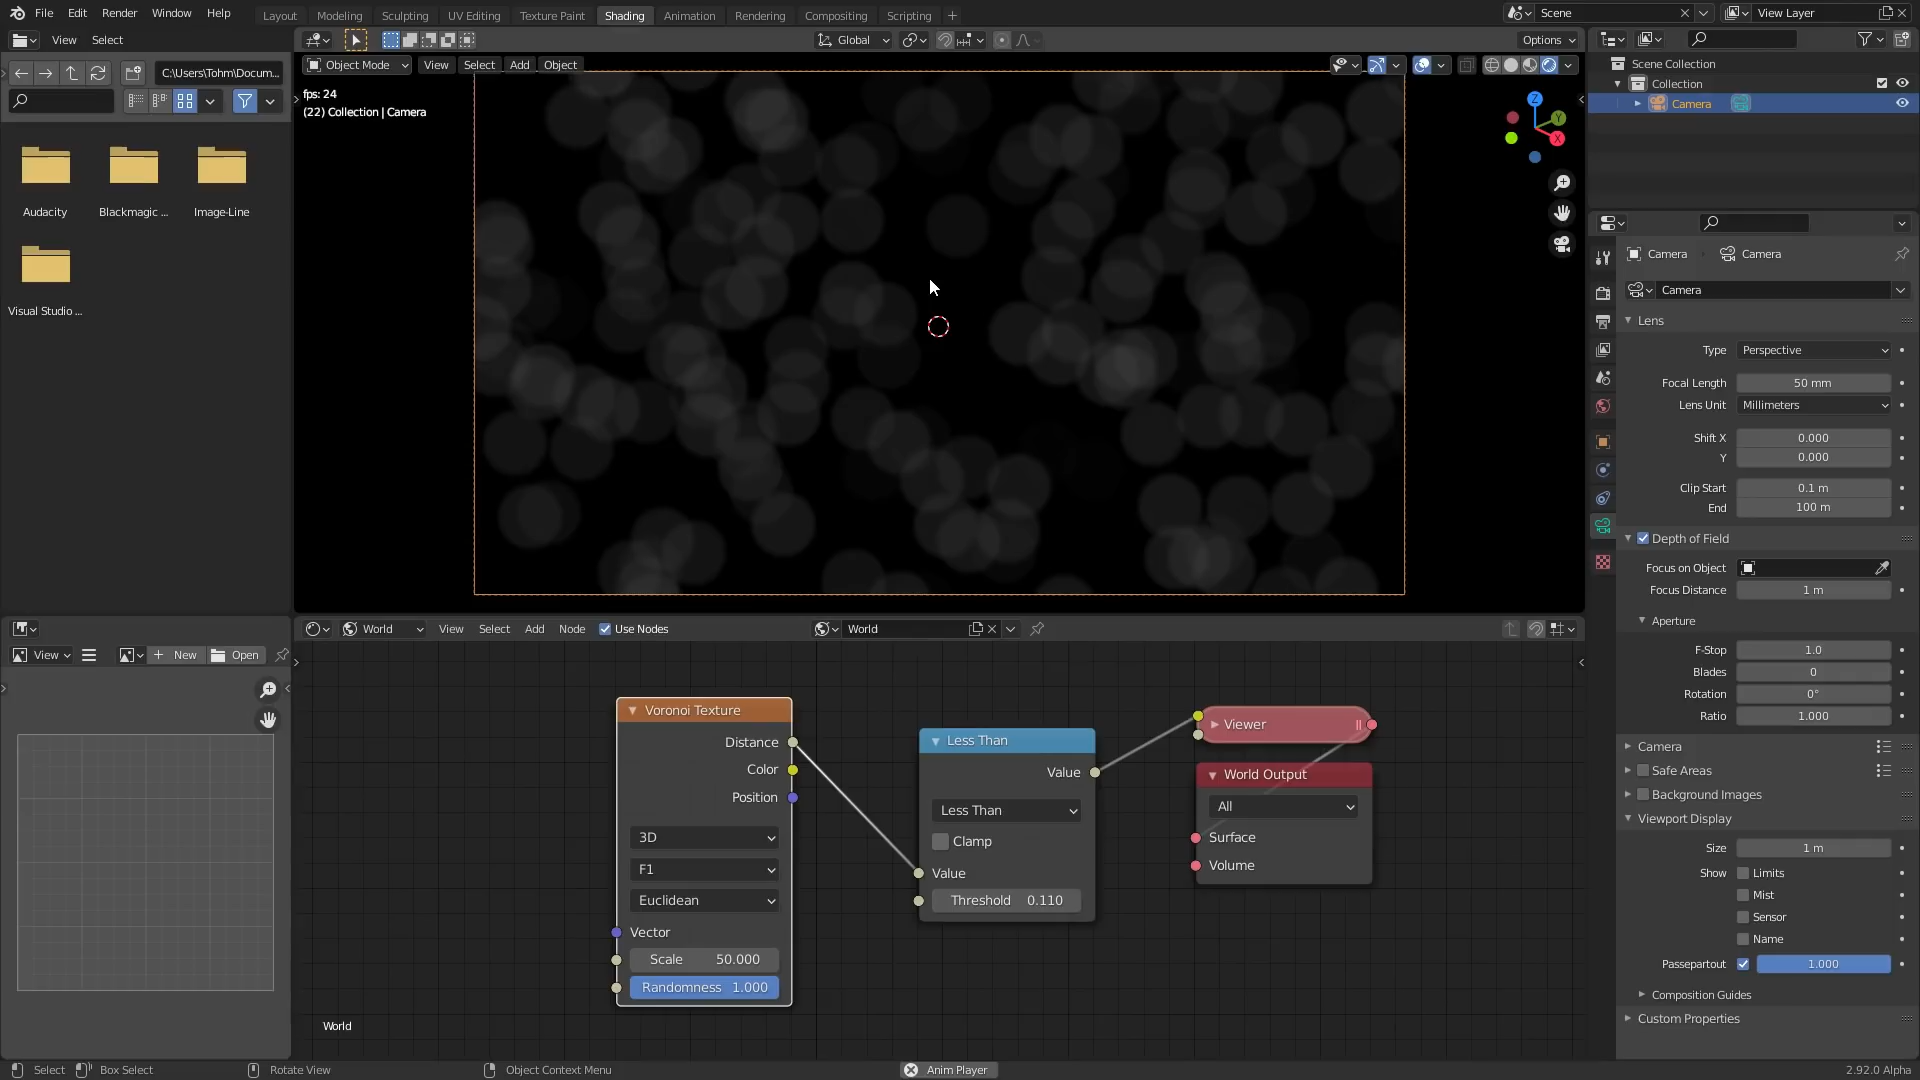 File Edit Render Window Help
Layout Modeling Sculpting UV Editing Texture Paint Shading Animation Rendering Compositing Scripting +
Scene
View Layer
View Select
Global
Options
C:\Users\Tohm\Docum...
Object Mode View Select Add Object
fps: 24
(22) Collection | Camera
Audacity
Blackmagic ...
Image-Line
Visual Studio ...
Z
Y
X
Scene Collection
Collection
Camera
Camera Camera
Camera
Lens
Type Perspective
Focal Length 50 mm
Lens Unit Millimeters
Shift X 0.000
Y 0.000
Clip Start 0.1 m
End 100 m
Depth of Field
Focus on Object
Focus Distance 1 m
Aperture
F-Stop 1.0
Blades 0
Rotation 0°
Ratio 1.000
Camera
Safe Areas
Background Images
Viewport Display
Size 1 m
Show Limits
Mist
Sensor
Name
Passepartout 1.000
Composition Guides
Custom Properties
View
New
Open
World View Select Add Node Use Nodes
World
Voronoi Texture
Distance
Color
Position
3D
F1
Euclidean
Vector
Scale 50.000
Randomness 1.000
Less Than
Value
Less Than
Clamp
Value
Threshold 0.110
Viewer
World Output
All
Surface
Volume
World
Select
Box Select
Rotate View
Object Context Menu
Anim Player
2.92.0 Alpha